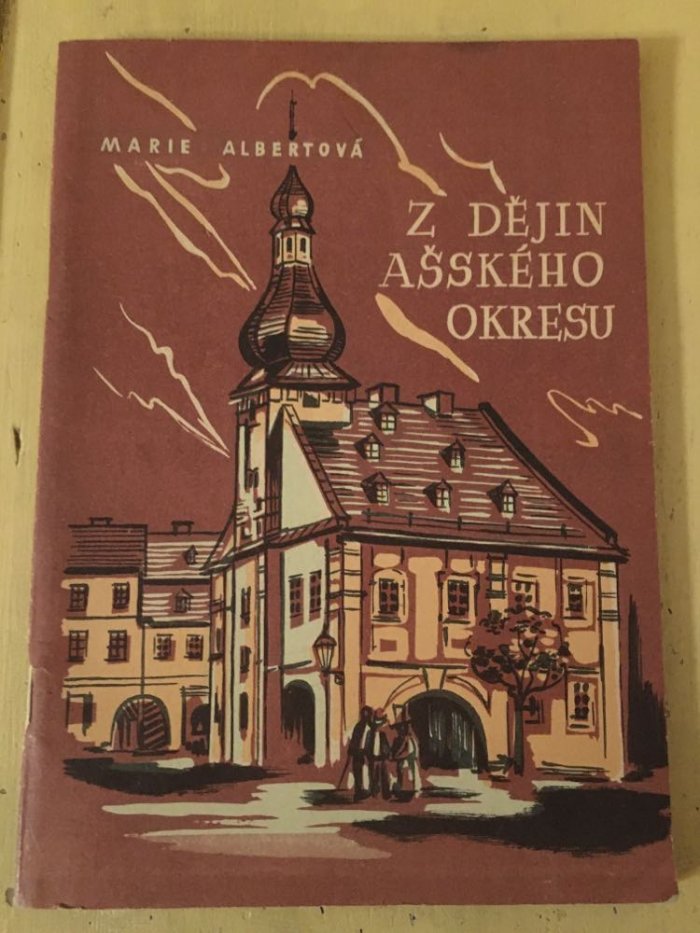 MARIE ALBERTOVÁ
Z DĚJIN
AŠSKÉHO
OKRESU